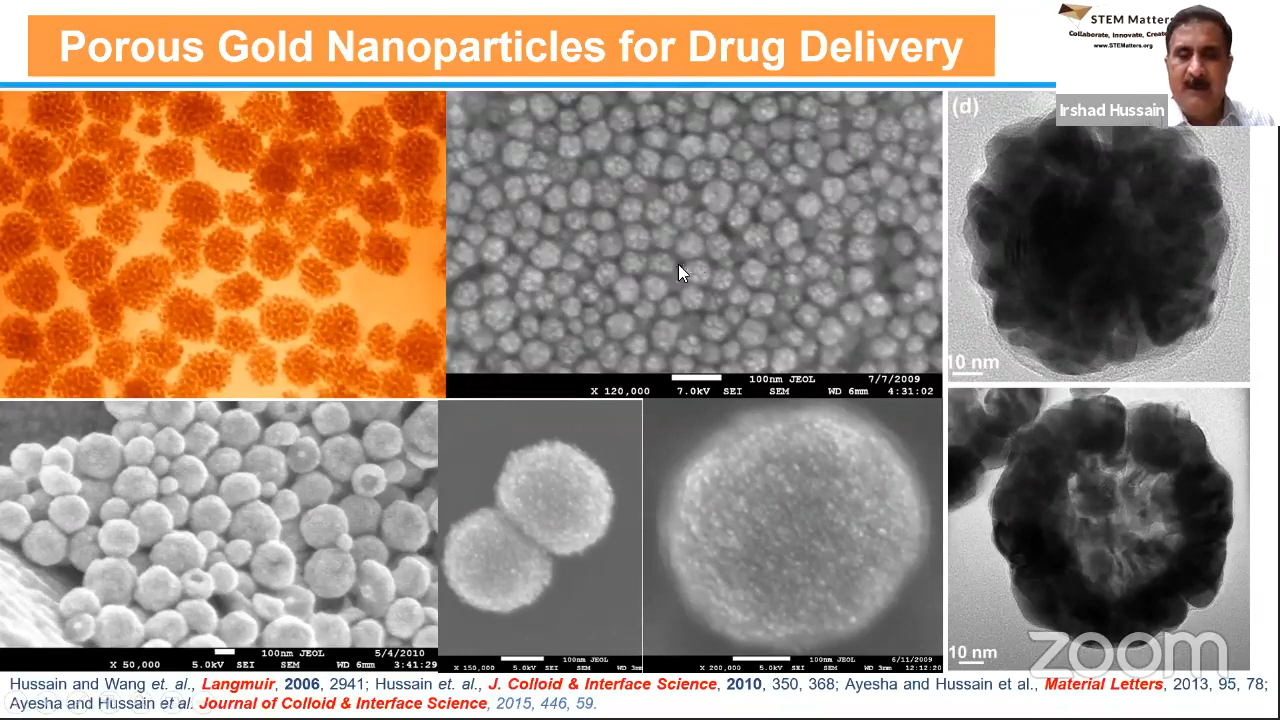 Porous Gold Nanoparticles for Drug Delivery
STEM Matters
Collaborate, Innovate,
www.STEMatters.org
Irshad Hussain
(d)
10 nm
100nm JEOL 7/7/2009
X 120,000 7.0kV SEI SEM WD 6mm 4:31:02
100nm JEOL 5/4/2010
X 50,000 5.0kV SEI SEM WD 6mm 3:41:29
100nm JEOL
X 150,000 5.0kV SEI SEM WD 3mm
100nm JEOL 6/11/2009
X 200,000 5.0kV SEI SEM WD 3mm 12:12:20
10 nm
zoom
Hussain and Wang et. al., Langmuir, 2006, 2941; Hussain et. al., J. Colloid & Interface Science, 2010, 350, 368; Ayesha and Hussain et al., Material Letters, 2013, 95, 78;
Ayesha and Hussain et al. Journal of Colloid & Interface Science, 2015, 446, 59.